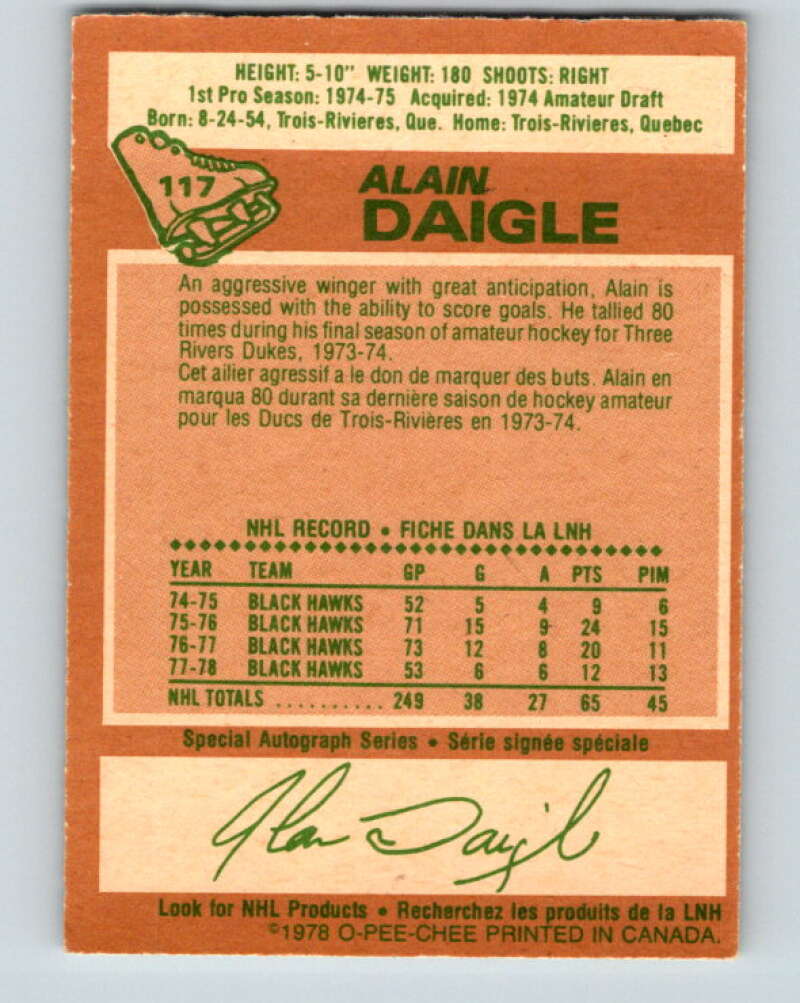 HEIGHT: 5-10" WEIGHT: 180 SHOOTS: RIGHT
1st Pro Season: 1974-75 Acquired: 1974 Amateur Draft
Born: 8-24-54, Trois-Rivieres, Que. Home: Trois-Rivieres, Quebec
117
ALAIN
DAIGLE
An aggressive winger with great anticipation, Alain is
possessed with the ability to score goals. He tallied 80
times during his final season of amateur hockey for Three
Rivers Dukes, 1973-74.
Cet ailier agressif a le don de marquer des buts. Alain en
marqua 80 durant sa dernière saison de hockey amateur
pour les Ducs de Trois-Rivières en 1973-74.
NHL RECORD • FICHE DANS LA LNH
YEAR TEAM GP G A PTS PIM
74-75 BLACK HAWKS 52 5 4 9 6
75-76 BLACK HAWKS 71 15 9 24 15
76-77 BLACK HAWKS 73 12 8 20 11
77-78 BLACK HAWKS 53 6 6 12 13
NHL TOTALS .......... 249 38 27 65 45
Special Autograph Series • Série signée spéciale
Alain Daigle
Look for NHL Products • Recherchez les produits de la LNH
©1978 O-PEE-CHEE PRINTED IN CANADA.